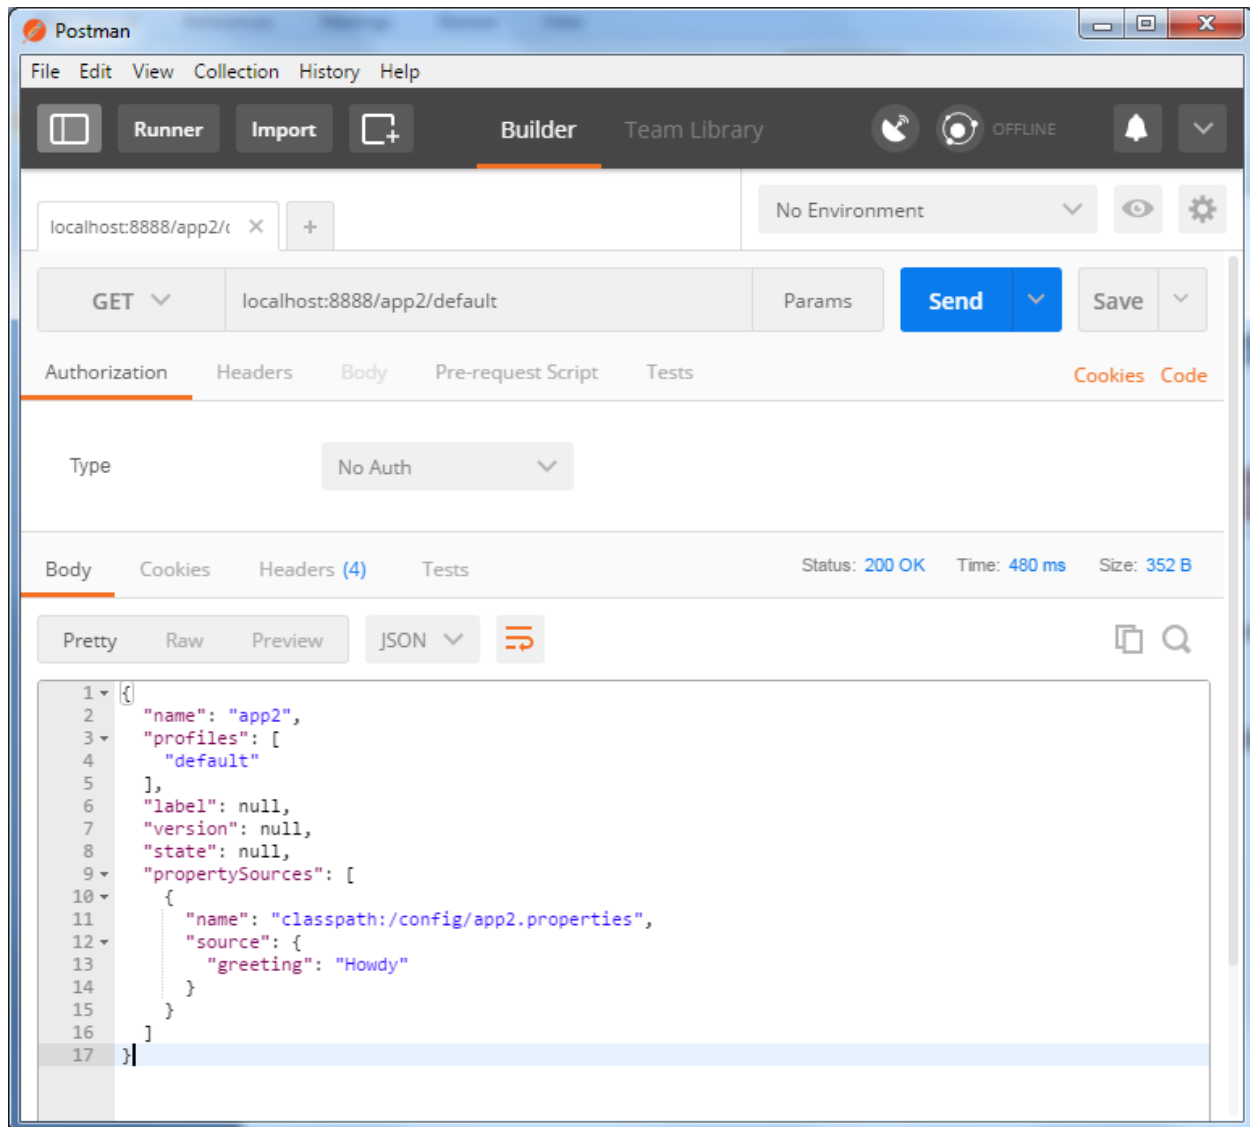 Postman
File Edit View Collection History Help
Runner Import Builder Team Library OFFLINE
localhost:8888/app2/
No Environment
GET localhost:8888/app2/default Params Send Save
Authorization Headers Body Pre-request Script Tests Cookies Code
Type No Auth
Body Cookies Headers (4) Tests Status: 200 OK Time: 480 ms Size: 352 B
Pretty Raw Preview JSON
1 {
2 "name": "app2",
3 "profiles": [
4 "default"
5 ],
6 "label": null,
7 "version": null,
8 "state": null,
9 "propertySources": [
10 {
11 "name": "classpath:/config/app2.properties",
12 "source": {
13 "greeting": "Howdy"
14 }
15 }
16 ]
17 }